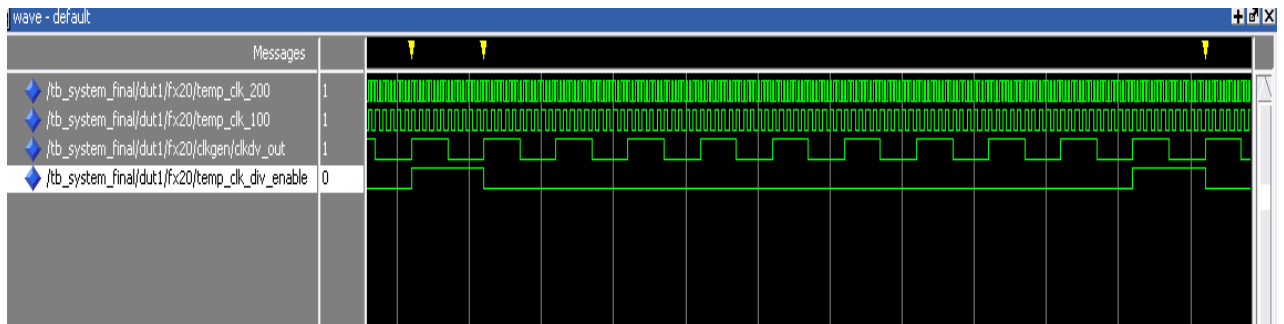 wave - default
Messages
/tb_system_final/dut1/fx20/temp_clk_200 1
/tb_system_final/dut1/fx20/temp_clk_100 1
/tb_system_final/dut1/fx20/clkgen/clkdv_out 1
/tb_system_final/dut1/fx20/temp_clk_div_enable 0